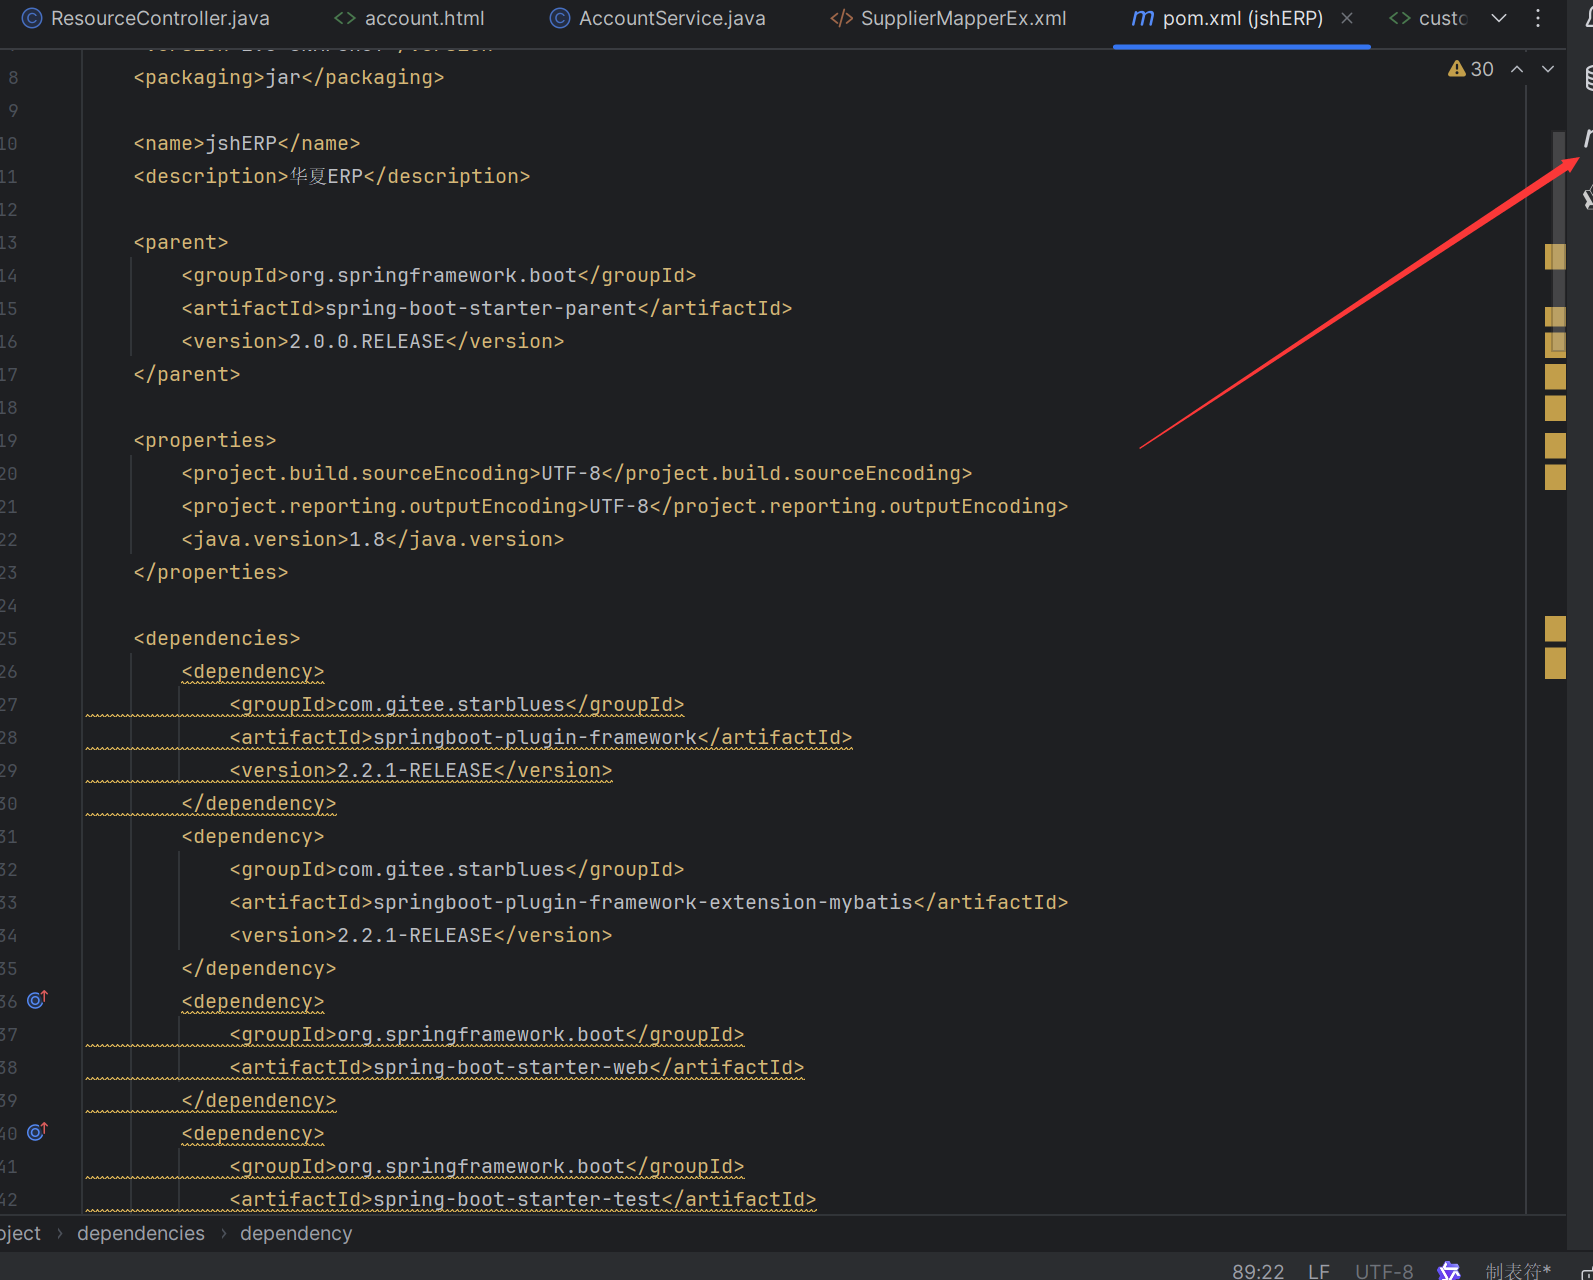 ResourceController.java account.html AccountService.java SupplierMapperEx.xml pom.xml (jshERP)
30
8 <packaging>jar</packaging>
9
10 <name>jshERP</name>
11 <description>华夏ERP</description>
12
13 <parent>
14 <groupId>org.springframework.boot</groupId>
15 <artifactId>spring-boot-starter-parent</artifactId>
16 <version>2.0.0.RELEASE</version>
17 </parent>
18
19 <properties>
20 <project.build.sourceEncoding>UTF-8</project.build.sourceEncoding>
21 <project.reporting.outputEncoding>UTF-8</project.reporting.outputEncoding>
22 <java.version>1.8</java.version>
23 </properties>
24
25 <dependencies>
26 <dependency>
27 <groupId>com.gitee.starblues</groupId>
28 <artifactId>springboot-plugin-framework</artifactId>
29 <version>2.2.1-RELEASE</version>
30 </dependency>
31 <dependency>
32 <groupId>com.gitee.starblues</groupId>
33 <artifactId>springboot-plugin-framework-extension-mybatis</artifactId>
34 <version>2.2.1-RELEASE</version>
35 </dependency>
36 <dependency>
37 <groupId>org.springframework.boot</groupId>
38 <artifactId>spring-boot-starter-web</artifactId>
39 </dependency>
40 <dependency>
41 <groupId>org.springframework.boot</groupId>
42 <artifactId>spring-boot-starter-test</artifactId>
oject › dependencies › dependency
89:22 LF UTF-8 制表符*